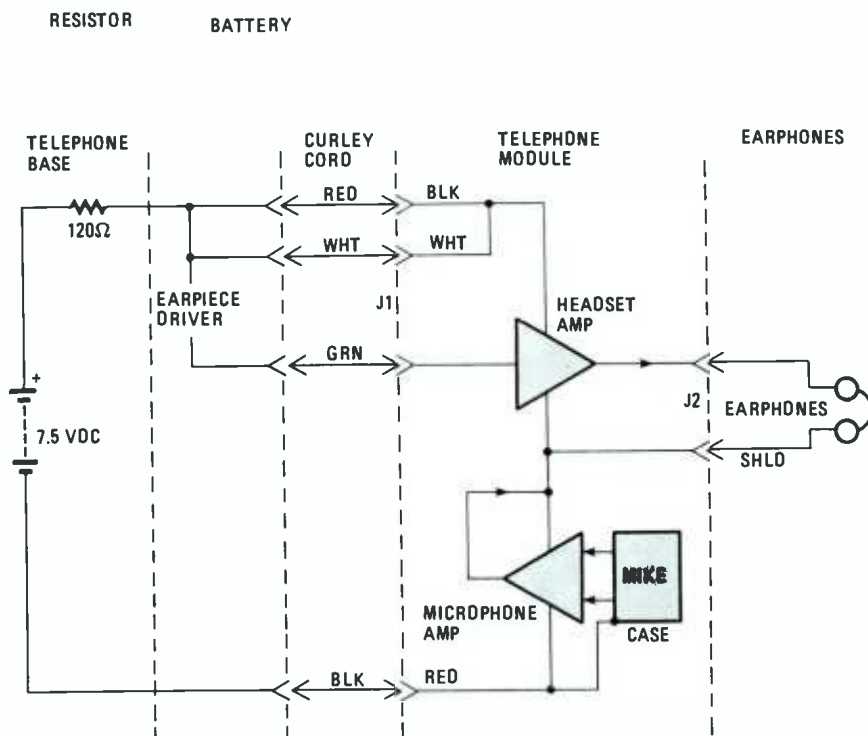 RESISTOR
BATTERY
TELEPHONE
BASE
CURLEY
CORD
TELEPHONE
MODULE
EARPHONES
120Ω
RED
BLK
WHT
WHT
EARPIECE
DRIVER
J1
HEADSET
AMP
GRN
+
7.5 VDC
J2
EARPHONES
SHLD
MIKE
MICROPHONE
AMP
CASE
BLK
RED